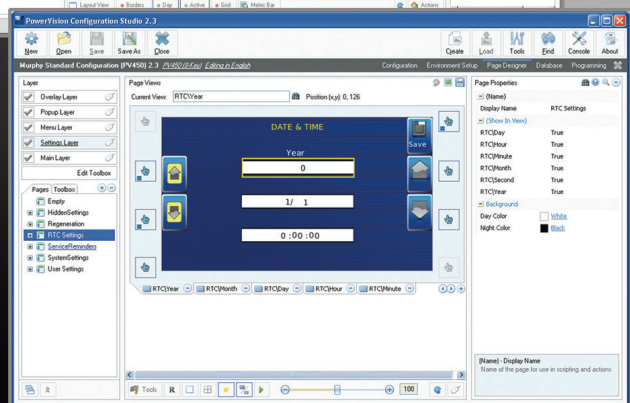 Layout View Borders Day Active Grid Metric Bar Actions
PowerVision Configuration Studio 2.3
New Open Save Save As Close Create Load Tools Find Console About
Murphy Standard Configuration (PV450) 2.3 PV450 (8-Key) Editing in English Configuration Environment Setup Page Designer Database Programming
Layer
Overlay Layer
Popup Layer
Menu Layer
Settings Layer
Main Layer
Edit Toolbox
Pages Toolbox
Empty
HiddenSettings
Regeneration
RTC Settings
ServiceReminders
SystemSettings
User Settings
Page Views
Current View: RTC\Year Position (x,y): 0, 126
DATE & TIME
Save
Year
0
1/ 1
0 :00 :00
RTC\Year RTC\Month RTC\Day RTC\Hour RTC\Minute
Tools R 100
Page Properties
(Name)
Display Name RTC Settings
(Show In View)
RTC\Day True
RTC\Hour True
RTC\Minute True
RTC\Month True
RTC\Second True
RTC\Year True
Background
Day Color White
Night Color Black
(Name) - Display Name
Name of the page for use in scripting and actions